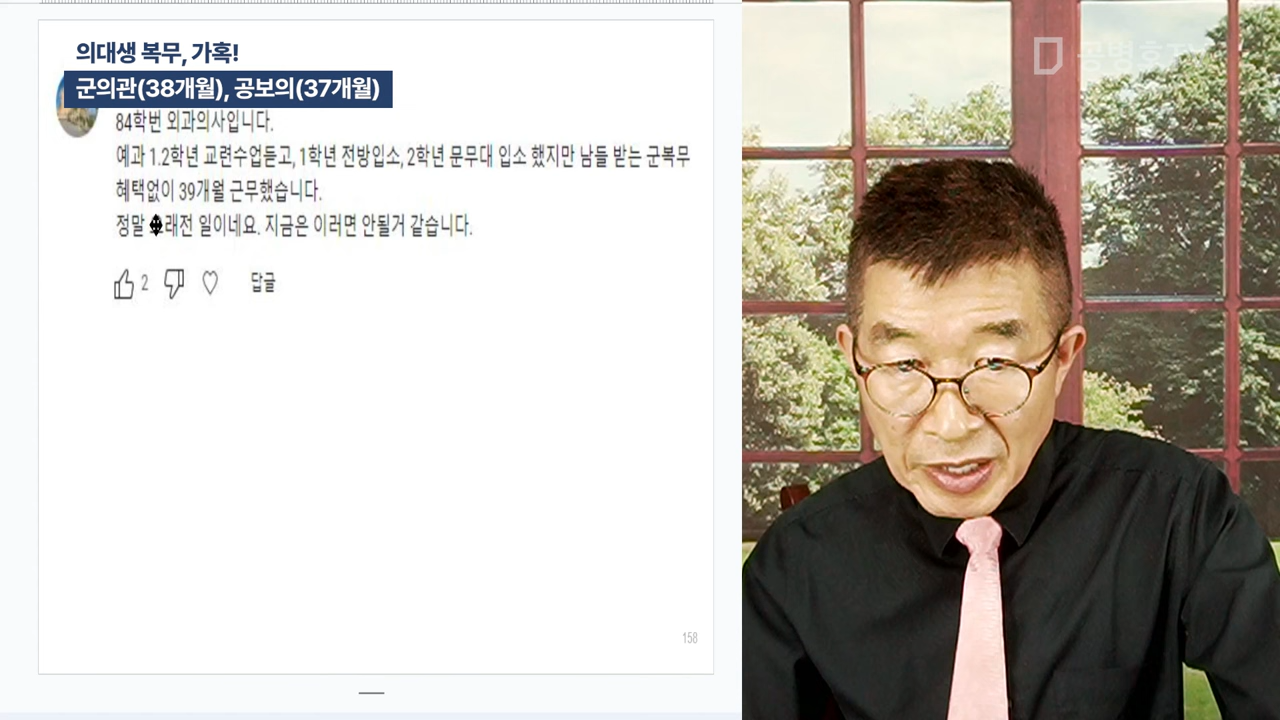 의대생 복무, 가혹!
군의관(38개월), 공보의(37개월)
84학번 외과의사입니다.
예과 1.2학년 교련수업듣고, 1학년 전방입소, 2학년 문무대 입소 했지만 남들 받는 군복무
혜택없이 39개월 근무했습니다.
정말 래전 일이네요. 지금은 이러면 안될거 같습니다.
2
답글
158
공병호TV